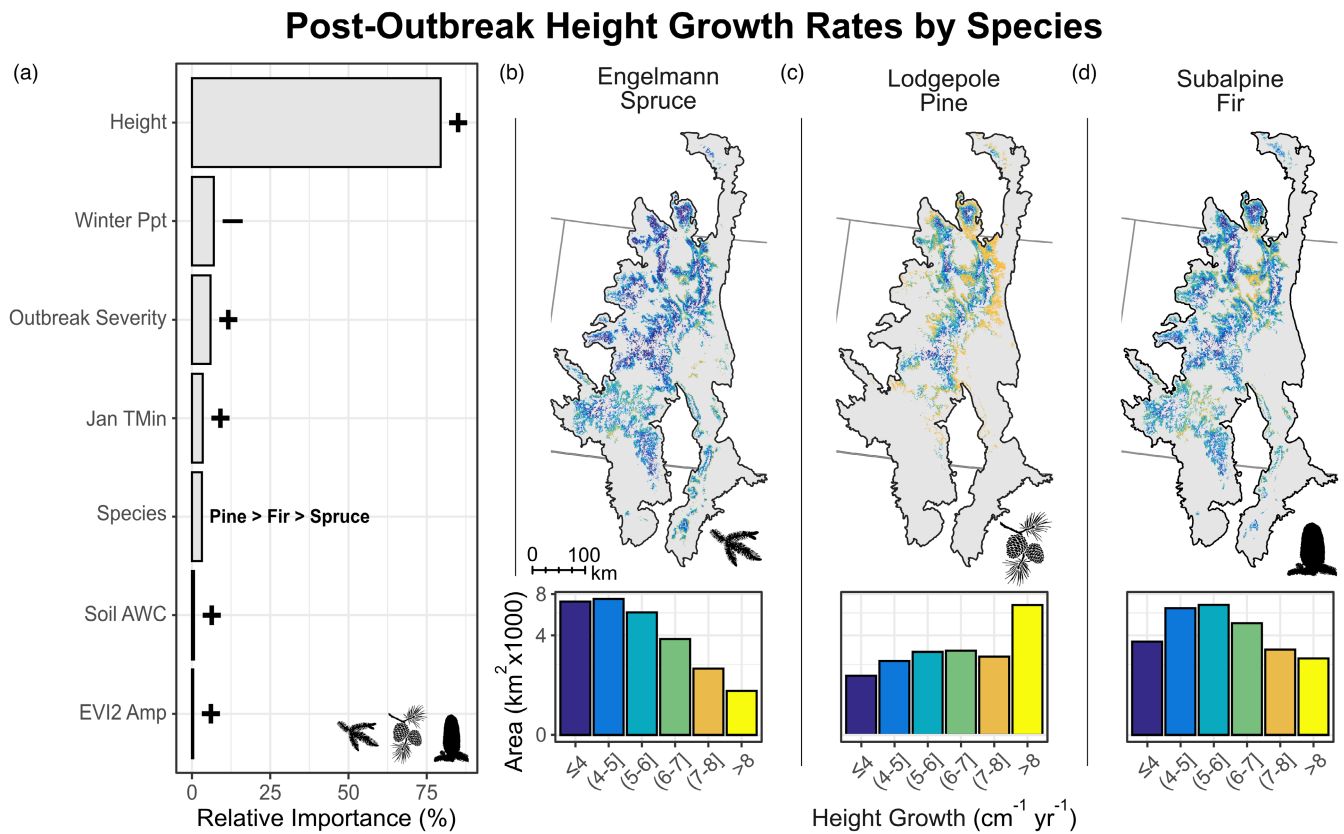 Post-Outbreak Height Growth Rates by Species
(a)
Height
Winter Ppt
Outbreak Severity
Jan TMin
Species
Pine > Fir > Spruce
Soil AWC
EVI2 Amp
0
25
50
75
Relative Importance (%)
(b)
Engelmann
Spruce
0
100
km
(c)
Lodgepole
Pine
(d)
Subalpine
Fir
Area (km²x1000)
8
4
0
≤4
(4-5]
(5-6]
(6-7]
(7-8]
>8
≤4
(4-5]
(5-6]
(6-7]
(7-8]
>8
≤4
(4-5]
(5-6]
(6-7]
(7-8]
>8
Height Growth (cm⁻¹ yr⁻¹)